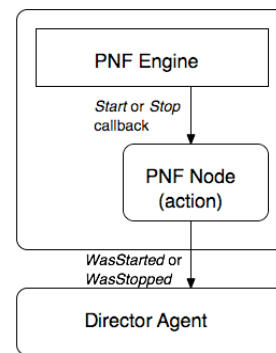 PNF Engine
Start or Stop
callback
PNF Node
(action)
WasStarted or
WasStopped
Director Agent